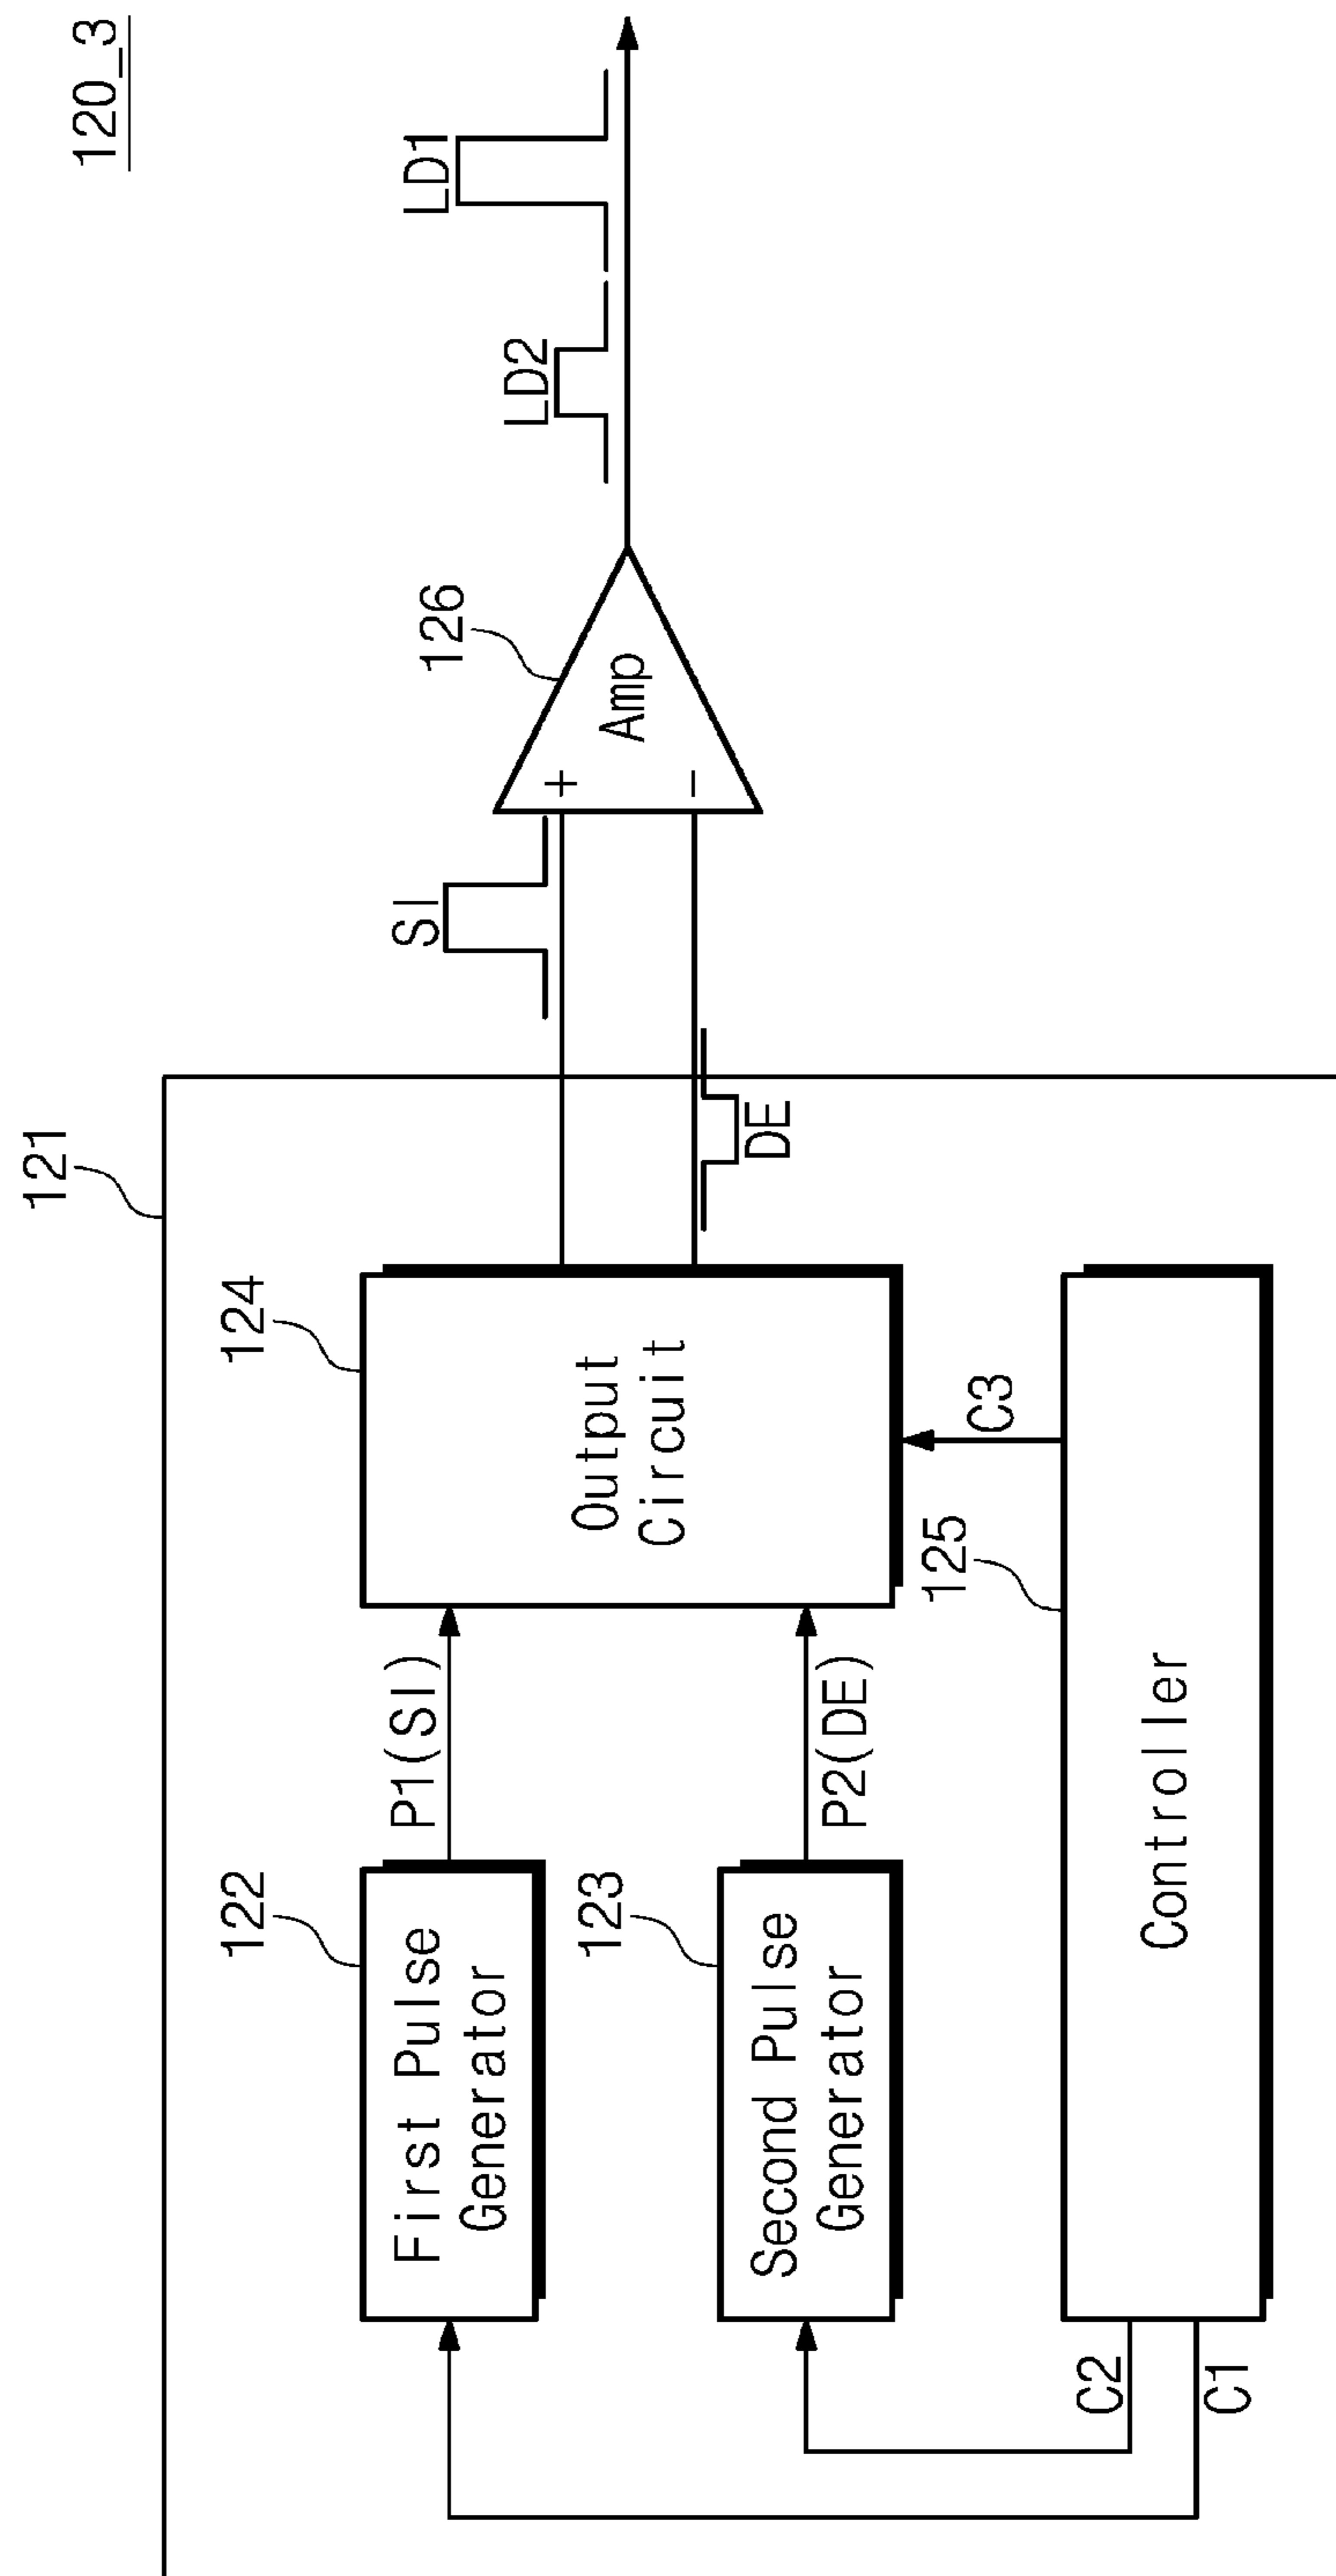 120_3
121
122
First Pulse
Generator
P1(SI)
124
Output
Circuit
SI
126
+
Amp
-
LD2
LD1
123
Second Pulse
Generator
P2(DE)
DE
125
C3
Controller
C2
C1